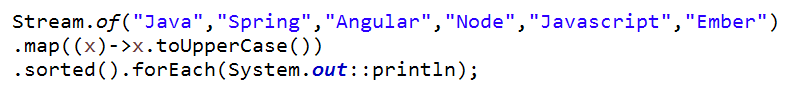 Stream.of("Java","Spring","Angular","Node","Javascript","Ember")
.map((x)->x.toUpperCase())
.sorted().forEach(System.out::println);